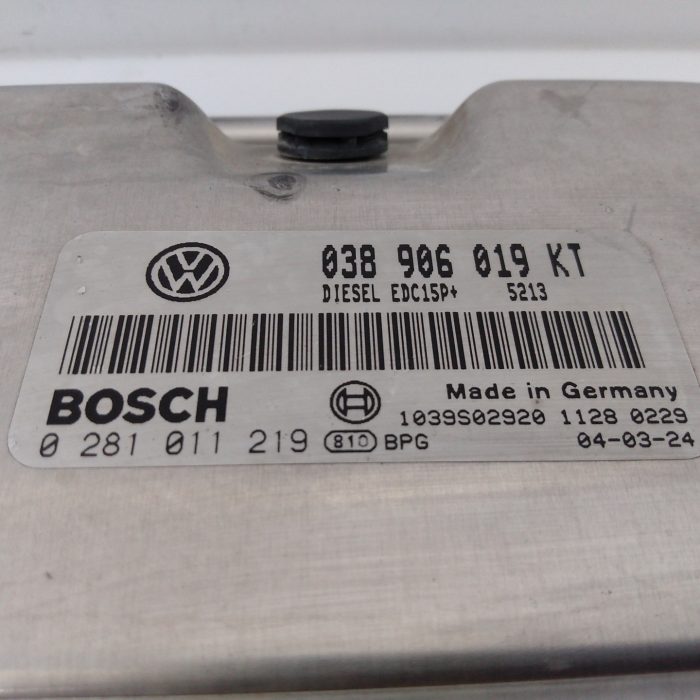 038 906 019 KT
DIESEL EDC15P+ 5213
BOSCH
Made in Germany
1039S02920 1128 0229
0 281 011 219 810 BPG 04-03-24